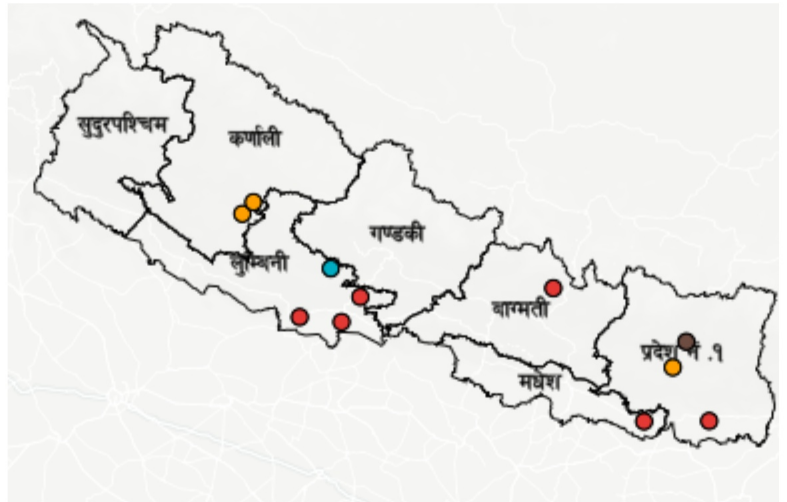 सुदुरपश्चिम
कर्णाली
गण्डकी
लुम्बिनी
बाग्मती
प्रदेश नं .१
मधेश